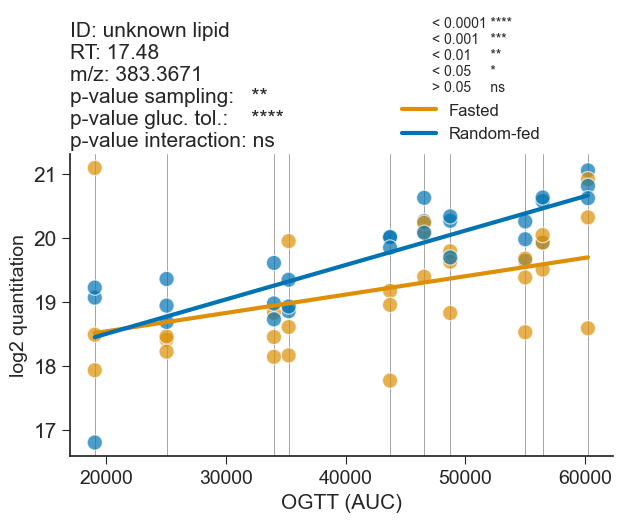 ID: unknown lipid
RT: 17.48
m/z: 383.3671
p-value sampling: **
p-value gluc. tol.: ****
p-value interaction: ns
< 0.0001 ****
< 0.001 ***
< 0.01 **
< 0.05 *
> 0.05 ns
Fasted
Random-fed
21
20
19
18
17
log2 quantitation
20000 30000 40000 50000 60000
OGTT (AUC)